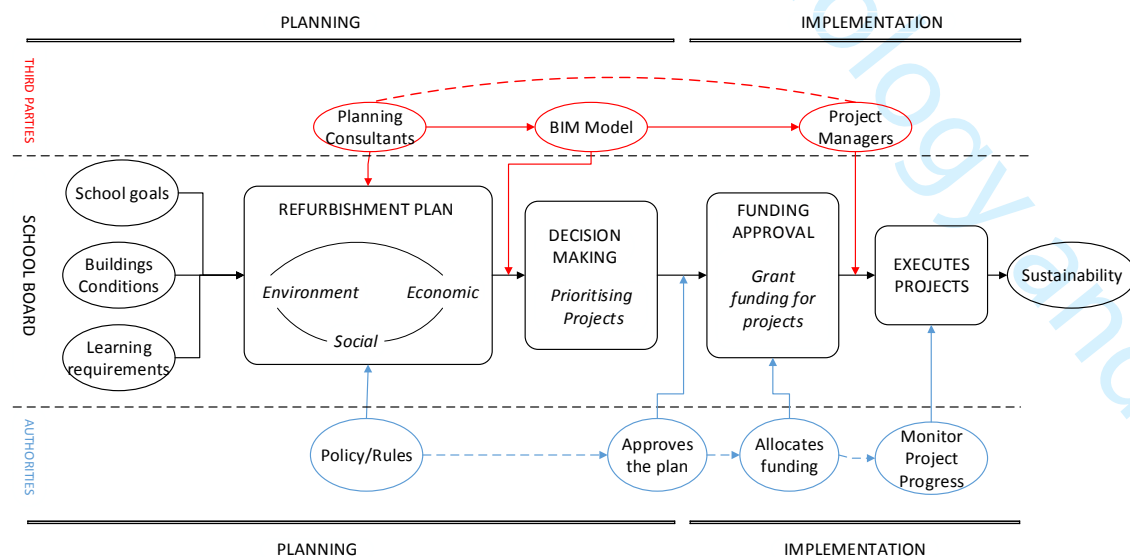 PLANNING
IMPLEMENTATION
THIRD PARTIES
Planning
Consultants
BIM Model
Project
Managers
SCHOOL BOARD
School goals
Buildings
Conditions
Learning
requirements
REFURBISHMENT PLAN
Environment
Economic
Social
DECISION
MAKING
Prioritising
Projects
FUNDING
APPROVAL
Grant
funding for
projects
EXECUTES
PROJECTS
Sustainability
AUTHORITIES
Policy/Rules
Approves
the plan
Allocates
funding
Monitor
Project
Progress
PLANNING
IMPLEMENTATION
ology and